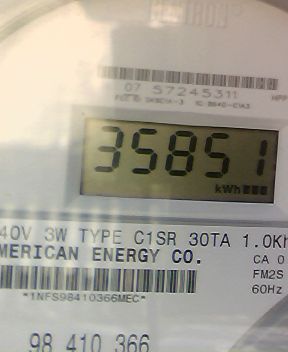 07 57245311
35851
kWh
40V 3W TYPE C1SR 30TA 1.0Kh
MERICAN ENERGY CO.
CA 0
FM2S
60Hz
*1NFS98410366MEC*
98 410 366